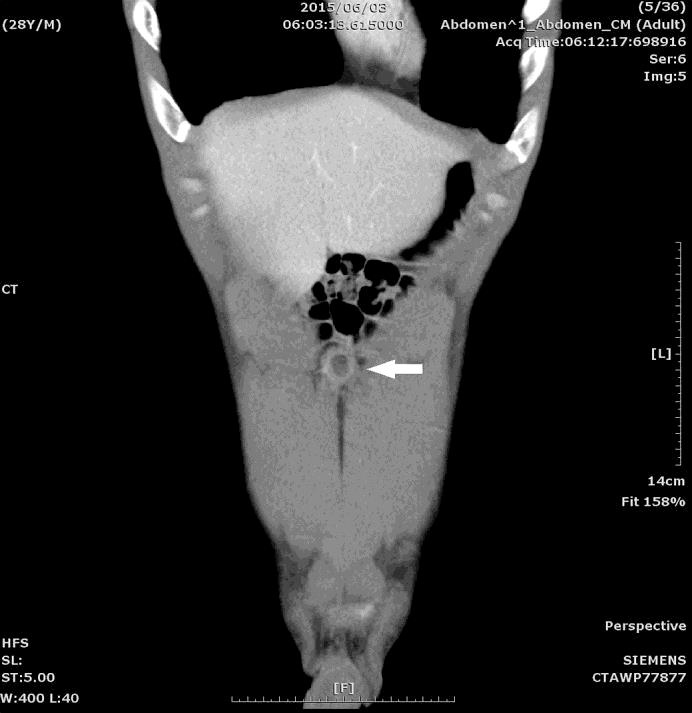 2015/06/03
(5/36)
(28Y/M)
06:03:13.615000
Abdomen^1_Abdomen_CM (Adult)
Acq Time:06:12:17.698916
Ser:6
Img:5
CT
[L]
14cm
Fit 158%
HFS
SL:
ST:5.00
W:400 L:40
[F]
Perspective
SIEMENS
CTAWP77877